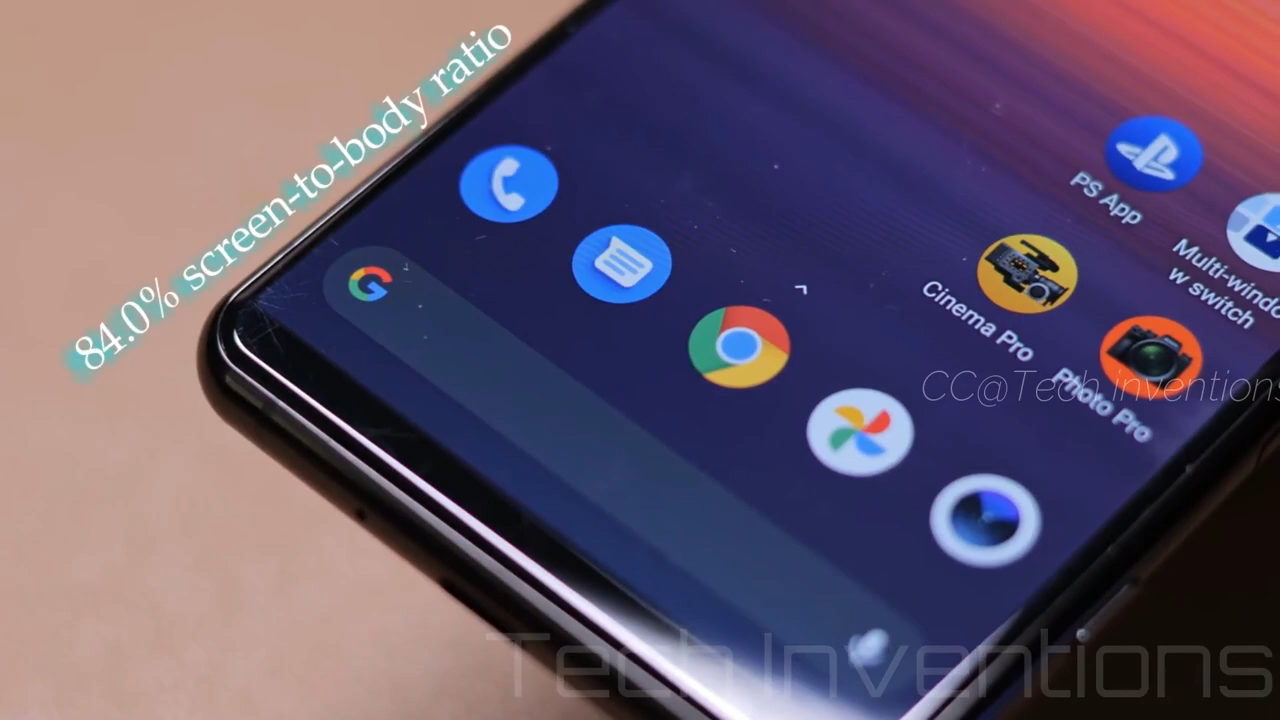 84.0% screen-to-body ratio
PS App
Multi-windo
w switch
Cinema Pro
Photo Pro
CC@Tech inventions
Tech Inventions